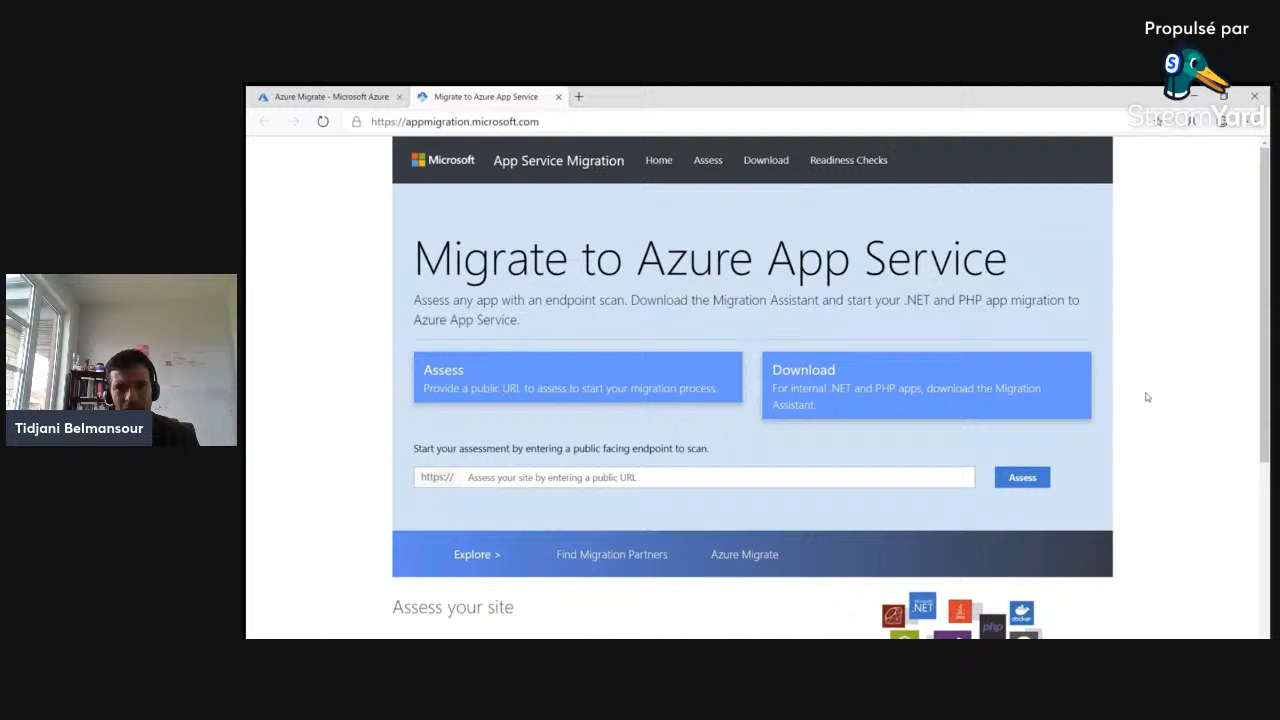 Propulsé par
StreamYard
Azure Migrate - Microsoft Azure
Migrate to Azure App Service
https://appmigration.microsoft.com
Microsoft
App Service Migration
Home
Assess
Download
Readiness Checks
Migrate to Azure App Service
Assess any app with an endpoint scan. Download the Migration Assistant and start your .NET and PHP app migration to
Azure App Service.
Assess
Provide a public URL to assess to start your migration process.
Download
For internal .NET and PHP apps, download the Migration
Assistant.
Start your assessment by entering a public facing endpoint to scan.
https://
Assess your site by entering a public URL
Assess
Explore >
Find Migration Partners
Azure Migrate
Assess your site
.NET
php
docker
Tidjani Belmansour